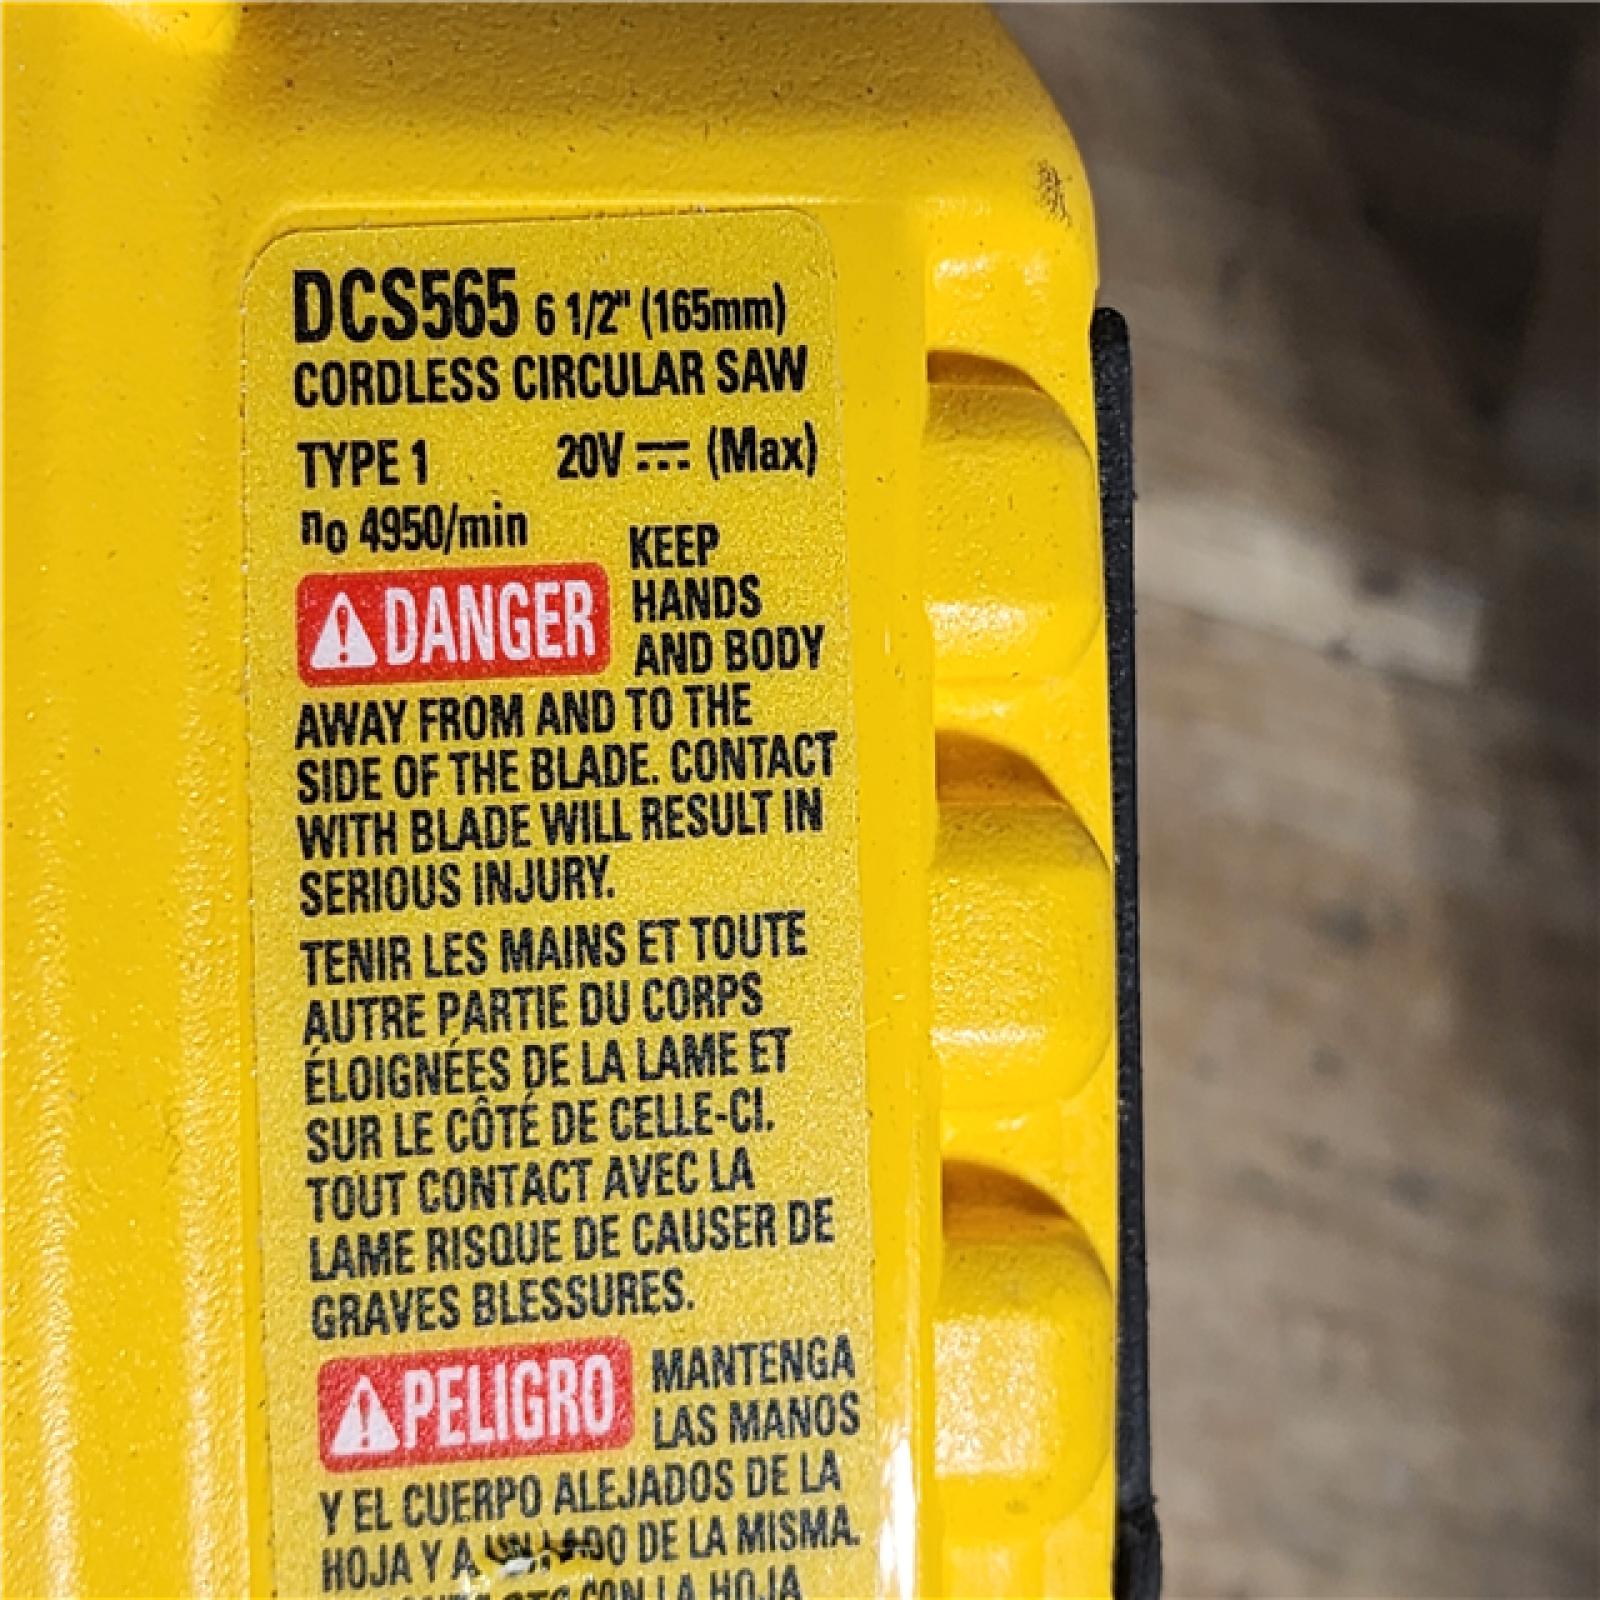 DCS565 6 1/2" (165mm)
CORDLESS CIRCULAR SAW
TYPE 1 20V ⎓ (Max)
no 4950/min
⚠ DANGER KEEP
HANDS
AND BODY
AWAY FROM AND TO THE
SIDE OF THE BLADE. CONTACT
WITH BLADE WILL RESULT IN
SERIOUS INJURY.
TENIR LES MAINS ET TOUTE
AUTRE PARTIE DU CORPS
ÉLOIGNÉES DE LA LAME ET
SUR LE CÔTÉ DE CELLE-CI.
TOUT CONTACT AVEC LA
LAME RISQUE DE CAUSER DE
GRAVES BLESSURES.
⚠ PELIGRO MANTENGA
LAS MANOS
Y EL CUERPO ALEJADOS DE LA
HOJA Y A UN LADO DE LA MISMA.
CON LA HOJA